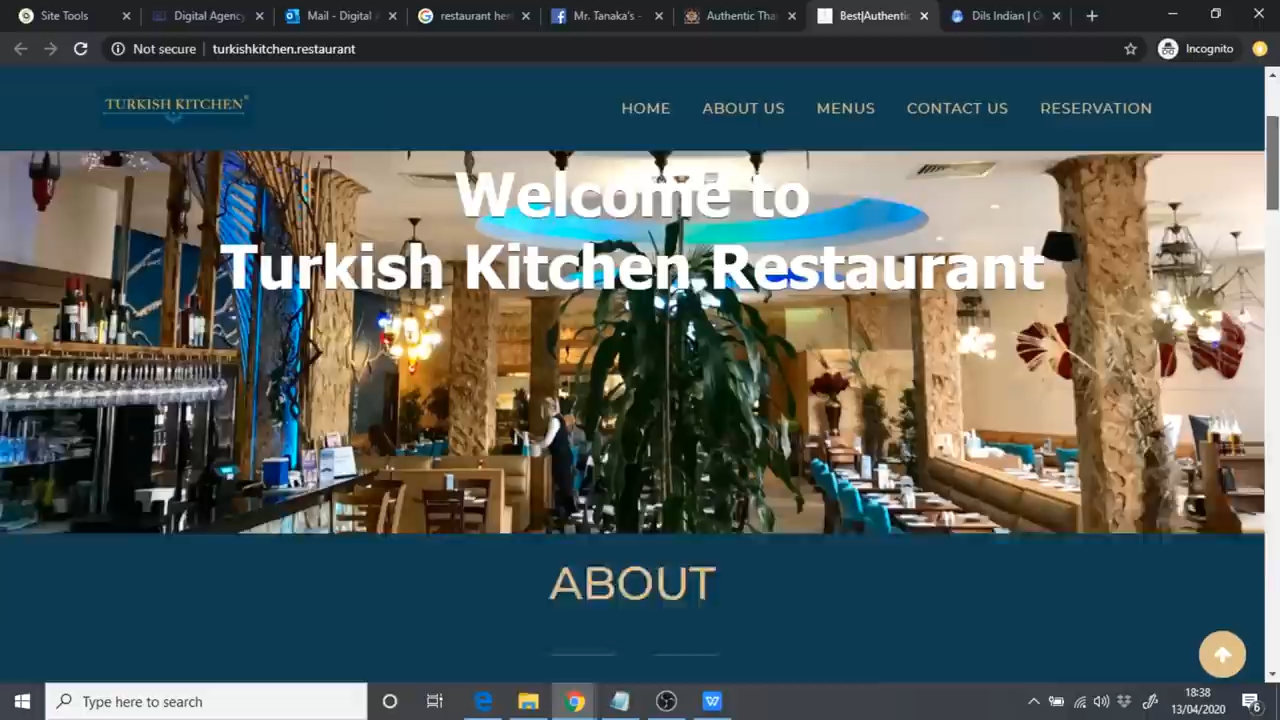 Site Tools
Digital Agency
Mail - Digital A
restaurant her
Mr. Tanaka's -
Authentic Tha
Best|Authentic
Dils Indian | C
Not secure
turkishkitchen.restaurant
Incognito
TURKISH KITCHEN
HOME
ABOUT US
MENUS
CONTACT US
RESERVATION
Welcome to
Turkish Kitchen Restaurant
ABOUT
Type here to search
18:38
13/04/2020
6